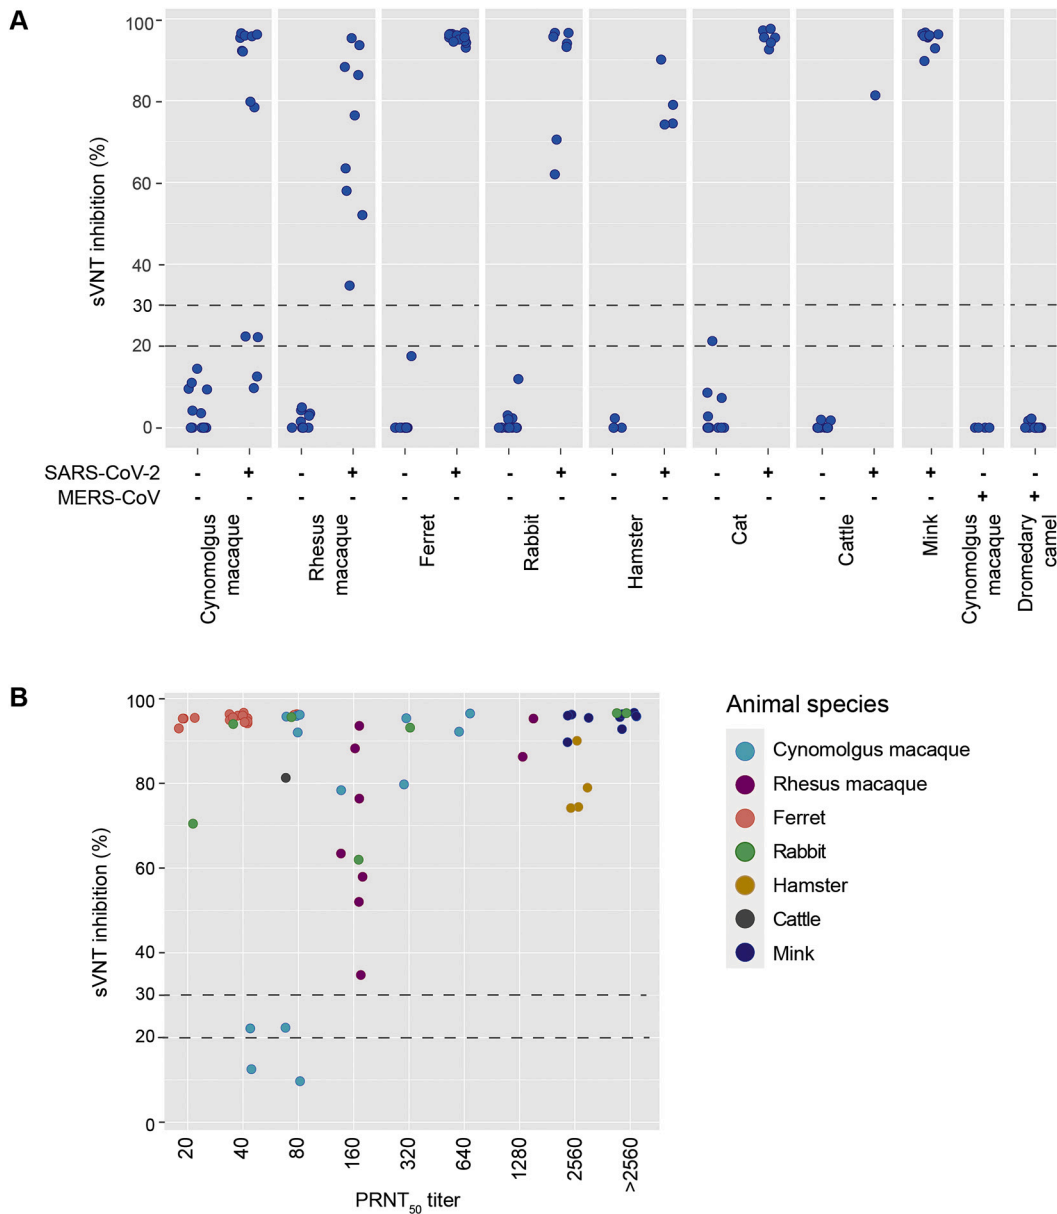 A
sVNT inhibition (%)
100
80
60
40
30
20
0
SARS-CoV-2 - + - + - + - + - + - + - + + - -
MERS-CoV - - - - - - - - - - - - - - - + +
Cynomolgus
macaque
Rhesus
macaque
Ferret
Rabbit
Hamster
Cat
Cattle
Mink
Cynomolgus
macaque
Dromedary
camel
B
sVNT inhibition (%)
100
80
60
40
30
20
0
20 40 80 160 320 640 1280 2560 >2560
PRNT50 titer
Animal species
Cynomolgus macaque
Rhesus macaque
Ferret
Rabbit
Hamster
Cattle
Mink